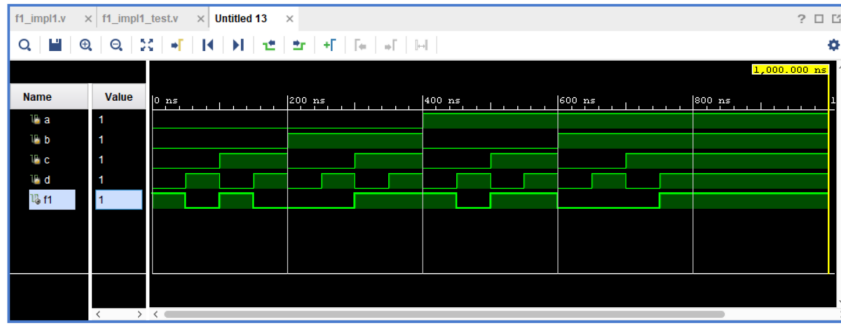 f1_impl1.v × f1_impl1_test.v × Untitled 13 ×
1,000.000 ns
Name Value 0 ns 200 ns 400 ns 600 ns 800 ns 1
a 1
b 1
c 1
d 1
f1 1